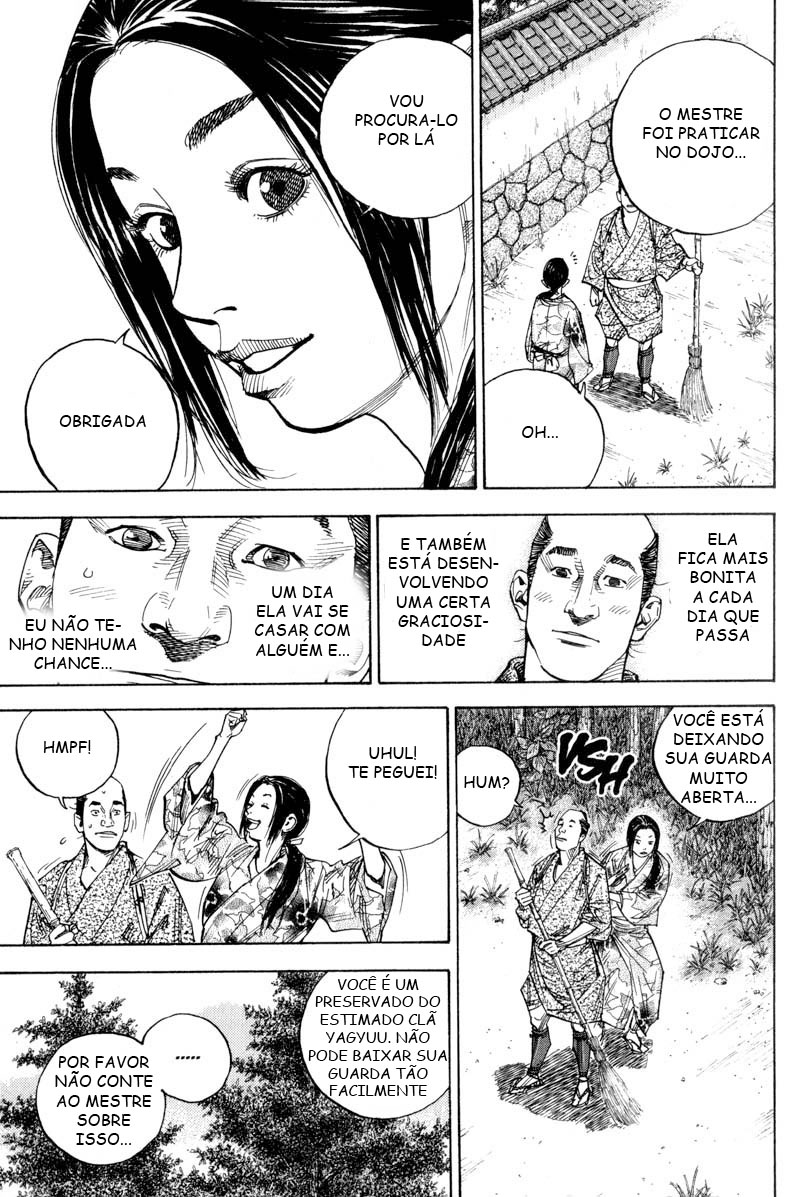 O MESTRE
FOI PRATICAR
NO DOJO...
OH...
VOU
PROCURA-LO
POR LÁ
OBRIGADA
ELA
FICA MAIS
BONITA
A CADA
DIA QUE
PASSA
E TAMBÉM
ESTÁ DESEN-
VOLVENDO
UMA CERTA
GRACIOSI-
DADE
UM DIA
ELA VAI SE
CASAR COM
ALGUÉM E...
EU NÃO TE-
NHO NENHUMA
CHANCE...
VOCÊ ESTÁ
DEIXANDO
SUA GUARDA
MUITO
ABERTA...
HUM?
VSH
UHUL!
TE PEGUEI!
HMPF!
VOCÊ É UM
PRESERVADO DO
ESTIMADO CLÃ
YAGYUU. NÃO
PODE BAIXAR SUA
GUARDA TÃO
FACILMENTE
-----
POR FAVOR
NÃO CONTE
AO MESTRE
SOBRE
ISSO...